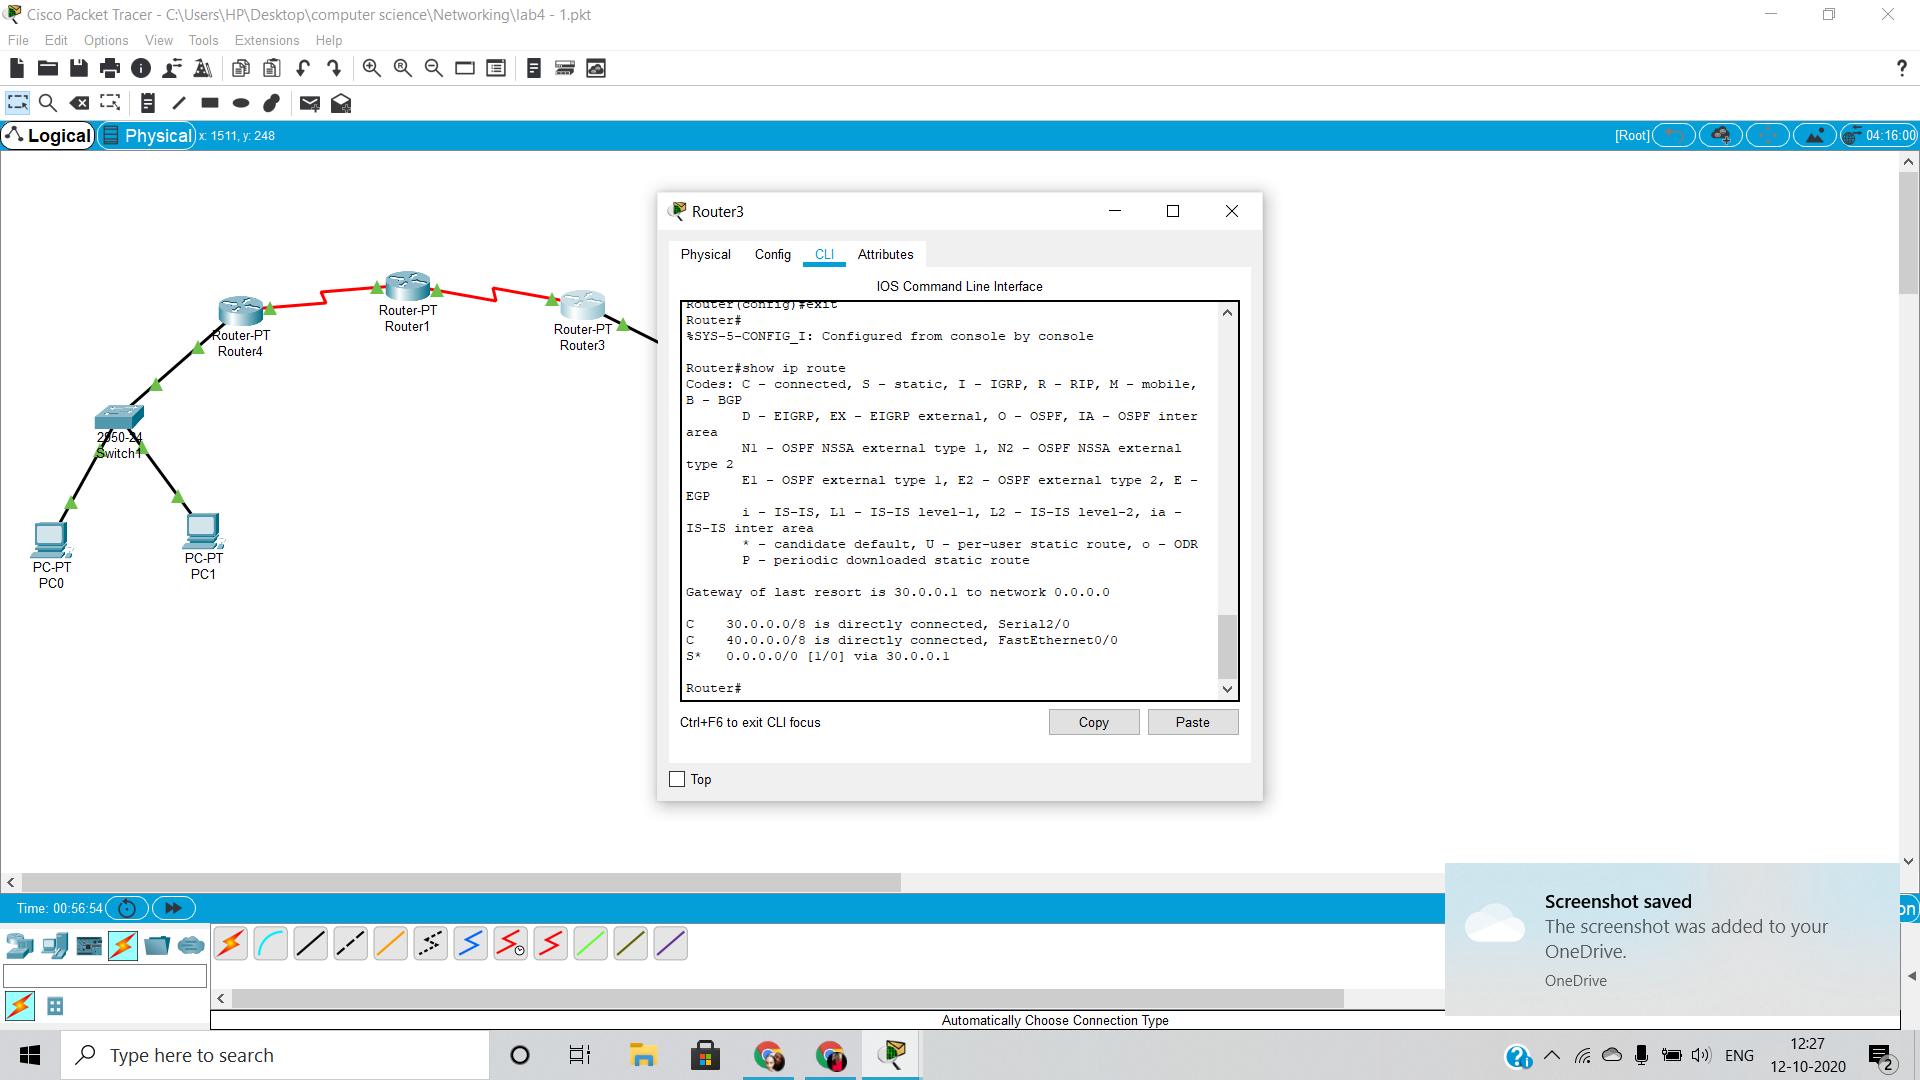 Cisco Packet Tracer - C:\Users\HP\Desktop\computer science\Networking\lab4 - 1.pkt
File Edit Options View Tools Extensions Help
?
Logical Physical x: 1511, y: 248 [Root] 04:16:00
Router3
Physical Config CLI Attributes
IOS Command Line Interface
Router(config)#exit
Router#
%SYS-5-CONFIG_I: Configured from console by console
Router#show ip route
Codes: C - connected, S - static, I - IGRP, R - RIP, M - mobile,
B - BGP
D - EIGRP, EX - EIGRP external, O - OSPF, IA - OSPF inter
area
N1 - OSPF NSSA external type 1, N2 - OSPF NSSA external
type 2
E1 - OSPF external type 1, E2 - OSPF external type 2, E -
EGP
i - IS-IS, L1 - IS-IS level-1, L2 - IS-IS level-2, ia -
IS-IS inter area
* - candidate default, U - per-user static route, o - ODR
P - periodic downloaded static route
Gateway of last resort is 30.0.0.1 to network 0.0.0.0
C 30.0.0.0/8 is directly connected, Serial2/0
C 40.0.0.0/8 is directly connected, FastEthernet0/0
S* 0.0.0.0/0 [1/0] via 30.0.0.1
Router#
Ctrl+F6 to exit CLI focus
Copy Paste
Top
Router-PT
Router4
Router-PT
Router1
Router-PT
Router3
2950-24
Switch1
PC-PT
PC0
PC-PT
PC1
Time: 00:56:54
on
Screenshot saved
The screenshot was added to your
OneDrive.
OneDrive
Automatically Choose Connection Type
Type here to search
ENG
12:27
12-10-2020
2